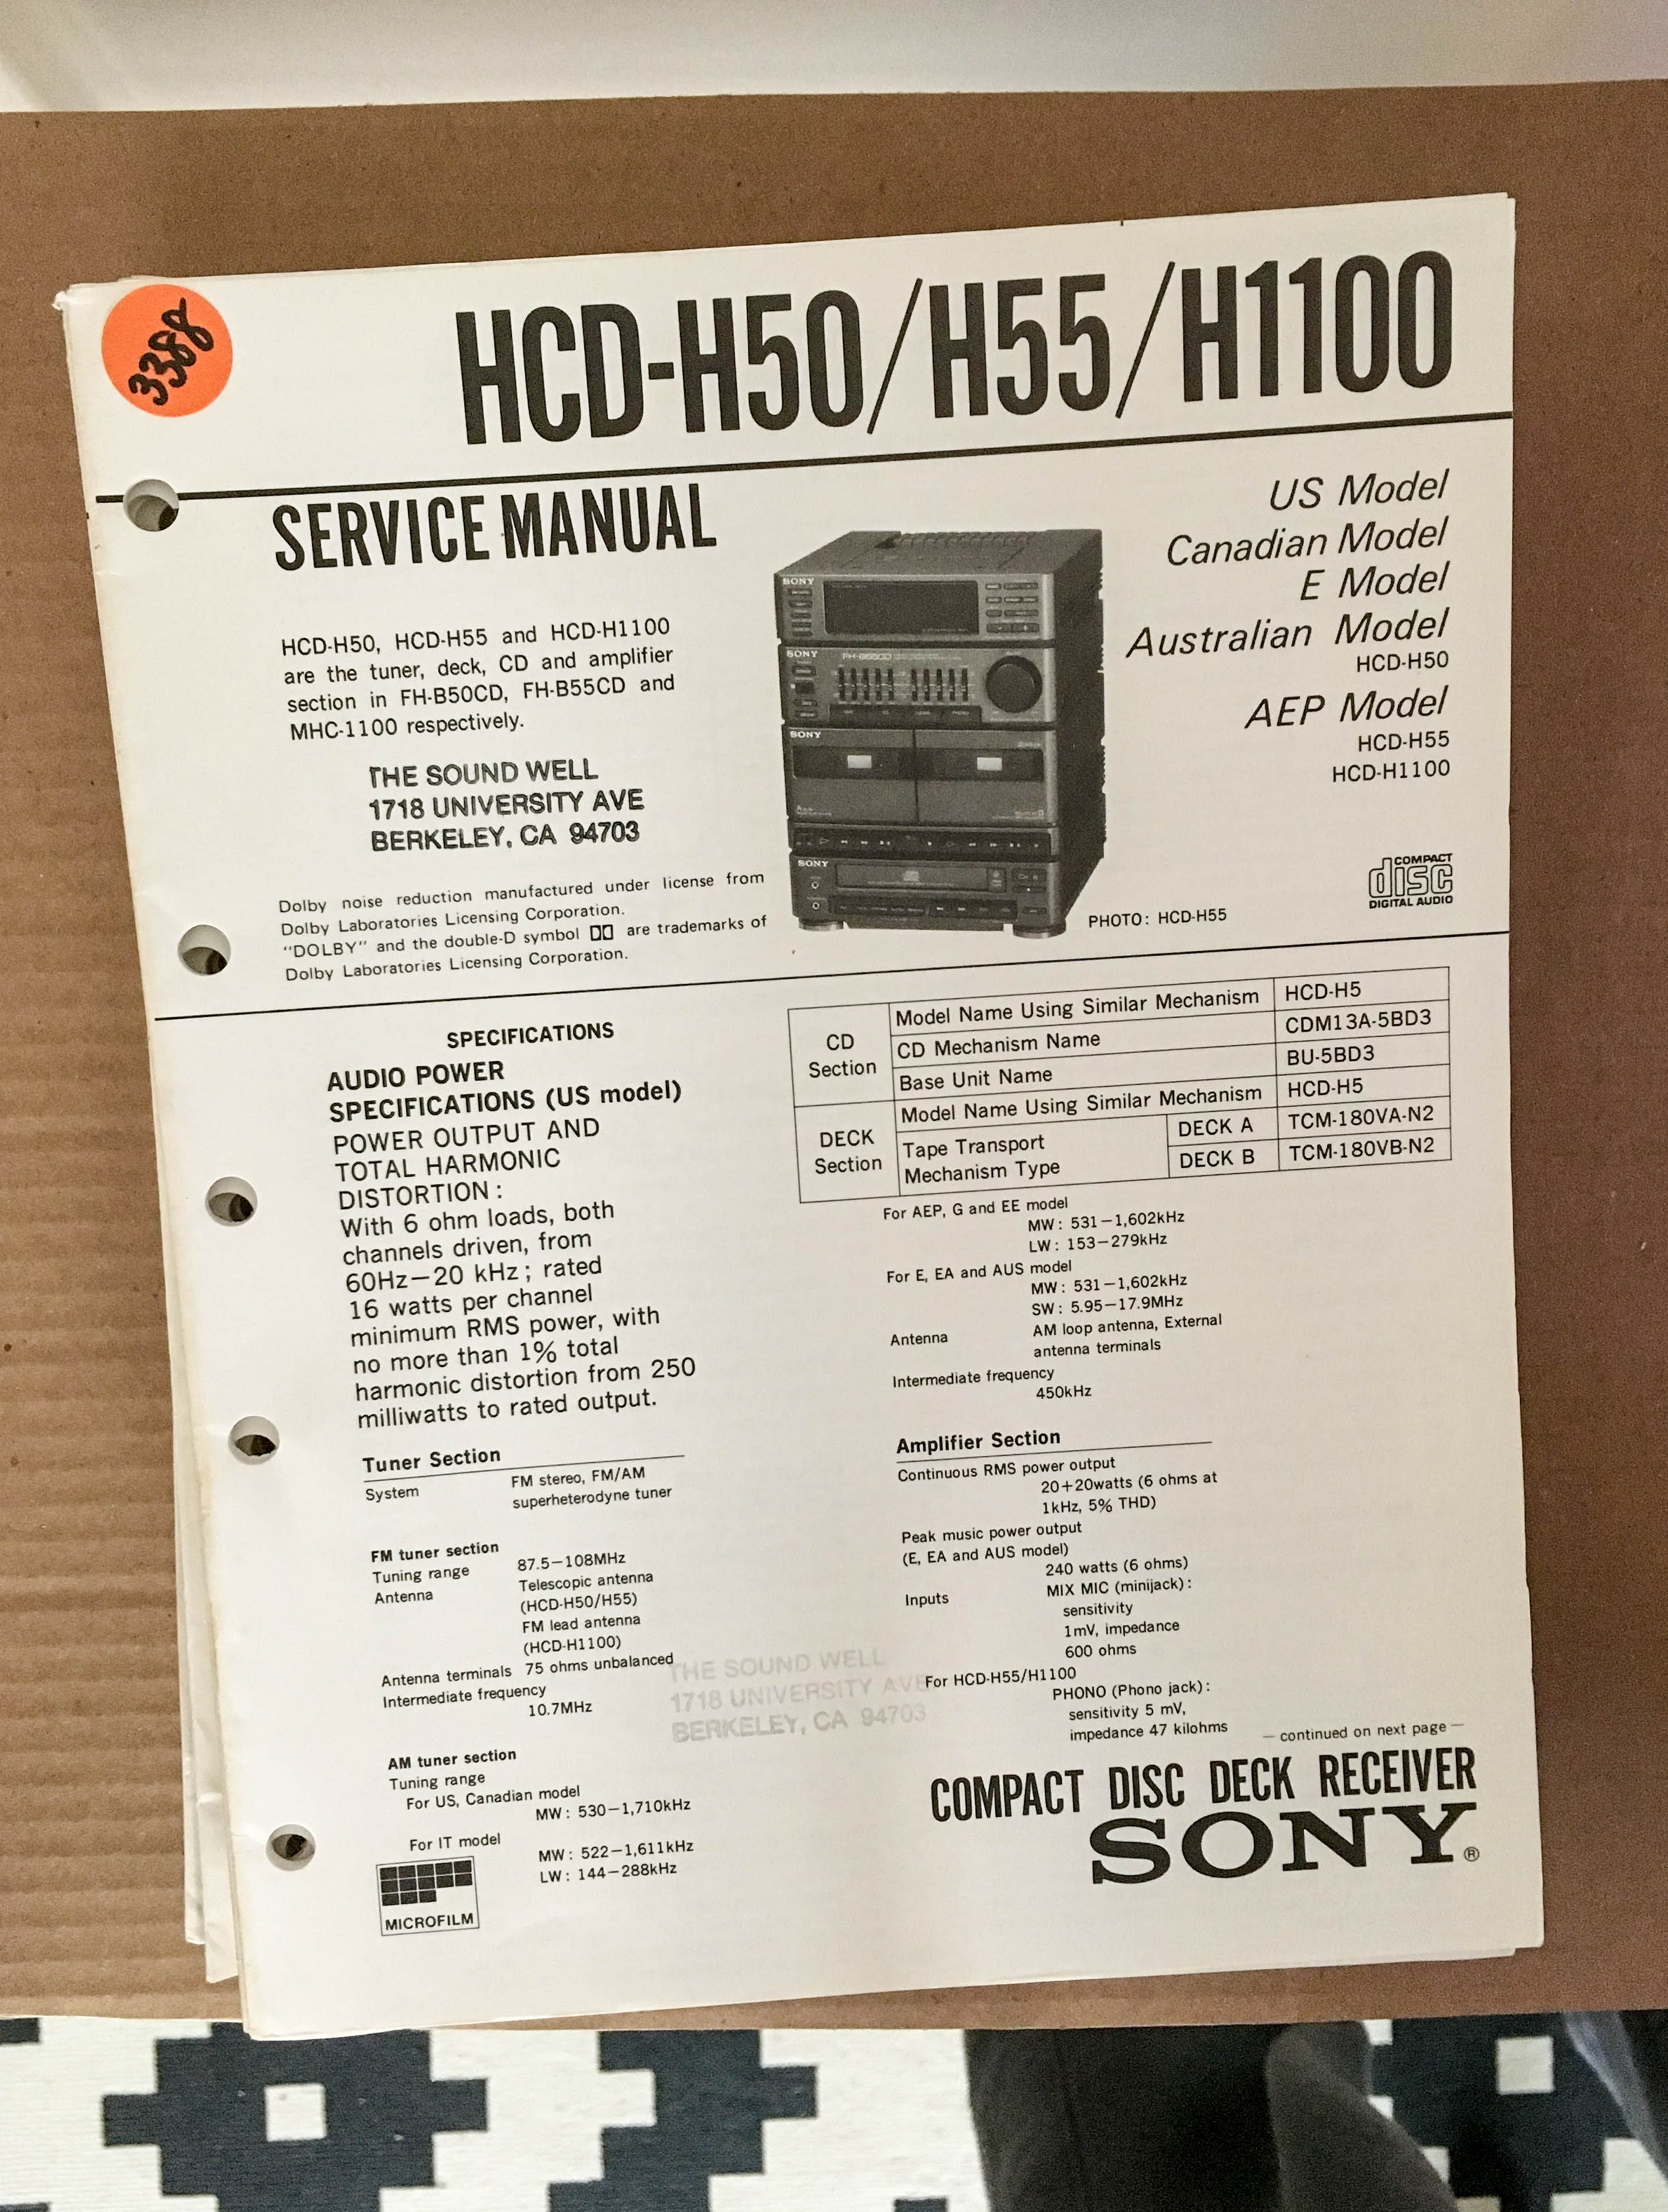 3388
HCD-H50/H55/H1100
SERVICE MANUAL
US Model
Canadian Model
E Model
Australian Model
HCD-H50
AEP Model
HCD-H55
HCD-H1100
HCD-H50, HCD-H55 and HCD-H1100
are the tuner, deck, CD and amplifier
section in FH-B50CD, FH-B55CD and
MHC-1100 respectively.
THE SOUND WELL
1718 UNIVERSITY AVE
BERKELEY, CA 94703
Dolby noise reduction manufactured under license from
Dolby Laboratories Licensing Corporation.
"DOLBY" and the double-D symbol are trademarks of
Dolby Laboratories Licensing Corporation.
SONY
SONY
FH-B55CD
SONY
SONY
PHOTO: HCD-H55
COMPACT
disc
DIGITAL AUDIO
CD Section
Model Name Using Similar Mechanism HCD-H5
CD Mechanism Name CDM13A-5BD3
Base Unit Name BU-5BD3
DECK Section
Model Name Using Similar Mechanism HCD-H5
Tape Transport Mechanism Type
DECK A TCM-180VA-N2
DECK B TCM-180VB-N2
SPECIFICATIONS
AUDIO POWER
SPECIFICATIONS (US model)
POWER OUTPUT AND
TOTAL HARMONIC
DISTORTION:
With 6 ohm loads, both
channels driven, from
60Hz—20 kHz; rated
16 watts per channel
minimum RMS power, with
no more than 1% total
harmonic distortion from 250
milliwatts to rated output.
Tuner Section
System FM stereo, FM/AM
superheterodyne tuner
FM tuner section
Tuning range 87.5—108MHz
Antenna Telescopic antenna
(HCD-H50/H55)
FM lead antenna
(HCD-H1100)
Antenna terminals 75 ohms unbalanced
Intermediate frequency
10.7MHz
AM tuner section
Tuning range
For US, Canadian model
MW: 530—1,710kHz
For IT model
MW: 522—1,611kHz
LW: 144—288kHz
MICROFILM
THE SOUND WELL
1718 UNIVERSITY AVE
BERKELEY, CA 94703
For AEP, G and EE model
MW: 531—1,602kHz
LW: 153—279kHz
For E, EA and AUS model
MW: 531—1,602kHz
SW: 5.95—17.9MHz
Antenna AM loop antenna, External
antenna terminals
Intermediate frequency
450kHz
Amplifier Section
Continuous RMS power output
20+20watts (6 ohms at
1kHz, 5% THD)
Peak music power output
(E, EA and AUS model)
240 watts (6 ohms)
Inputs MIX MIC (minijack):
sensitivity
1mV, impedance
600 ohms
For HCD-H55/H1100
PHONO (Phono jack):
sensitivity 5 mV,
impedance 47 kilohms
— continued on next page —
COMPACT DISC DECK RECEIVER
SONY®